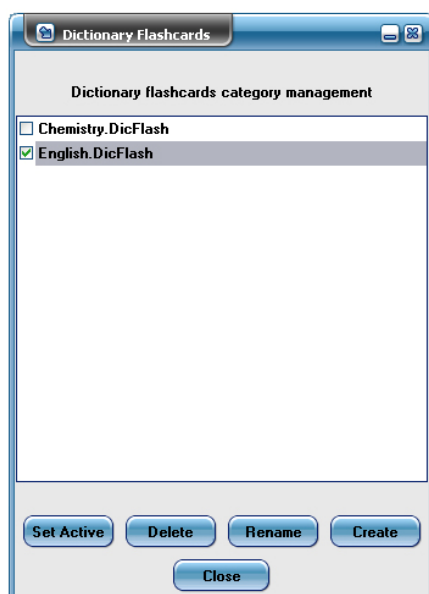 Dictionary Flashcards
Dictionary flashcards category management
Chemistry.DicFlash
English.DicFlash
Set Active Delete Rename Create
Close